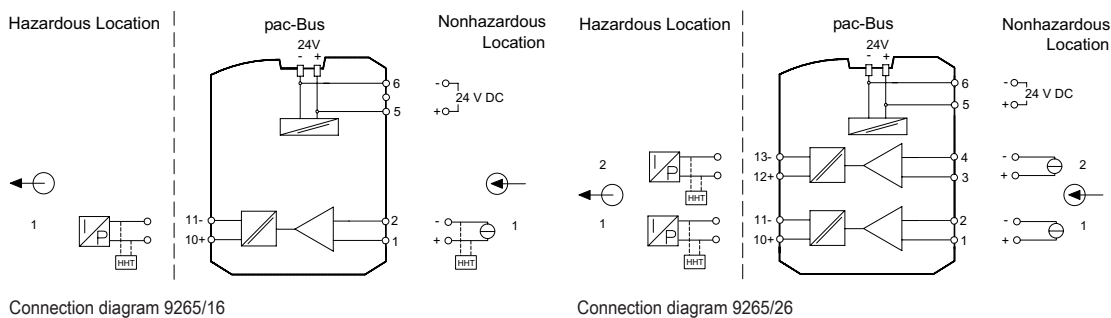 Hazardous Location
pac-Bus
Nonhazardous
Location
24V
- +
6
5
- 24 V DC
+
1
I
P
HHT
11-
10+
2
1
-
+
HHT
1
Connection diagram 9265/16
Hazardous Location
pac-Bus
Nonhazardous
Location
24V
- +
6
5
- 24 V DC
+
2
1
I
P
HHT
I
P
HHT
13-
12+
11-
10+
4
3
2
1
-
+
2
-
+
1
Connection diagram 9265/26